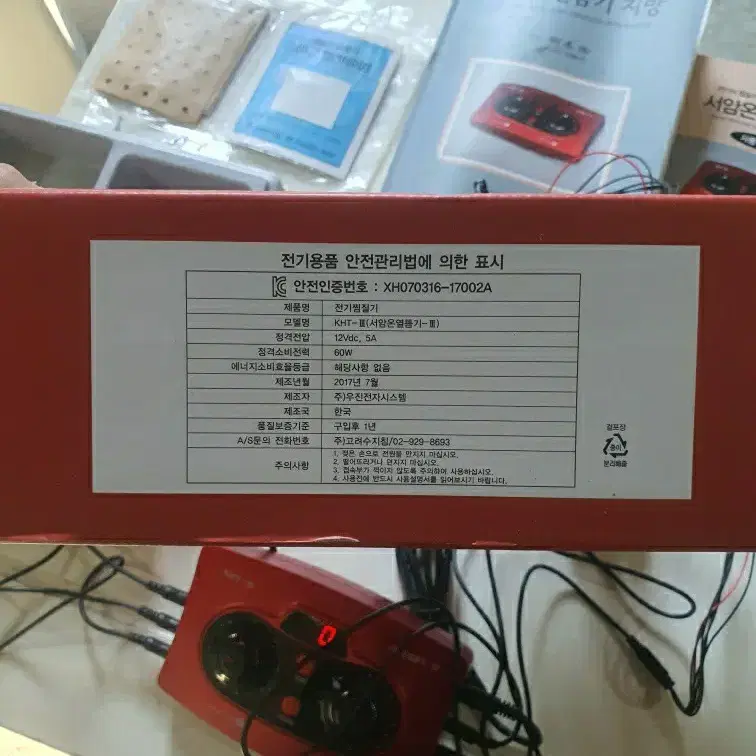 서암온
전기용품 안전관리법에 의한 표시
안전인증번호 : XH070316-17002A
제품명 전기찜질기
모델명 KHT-Ⅲ(서암온열뜸기-Ⅲ)
정격전압 12Vdc, 5A
정격소비전력 60W
에너지소비효율등급 해당사항 없음
제조년월 2017년 7월
제조자 주)우진전자시스템
제조국 한국
품질보증기준 구입후 1년
A/S문의 전화번호 주)고려수지침/02-929-8693
주의사항
1. 젖은 손으로 전원을 만지지 마십시오.
2. 떨어뜨리거나 던지지 마십시오.
3. 접속부가 꺽이지 않도록 주의하여 사용하십시오.
4. 사용전에 반드시 사용설명서를 읽어보시기 바랍니다.
겉포장
종이
분리배출